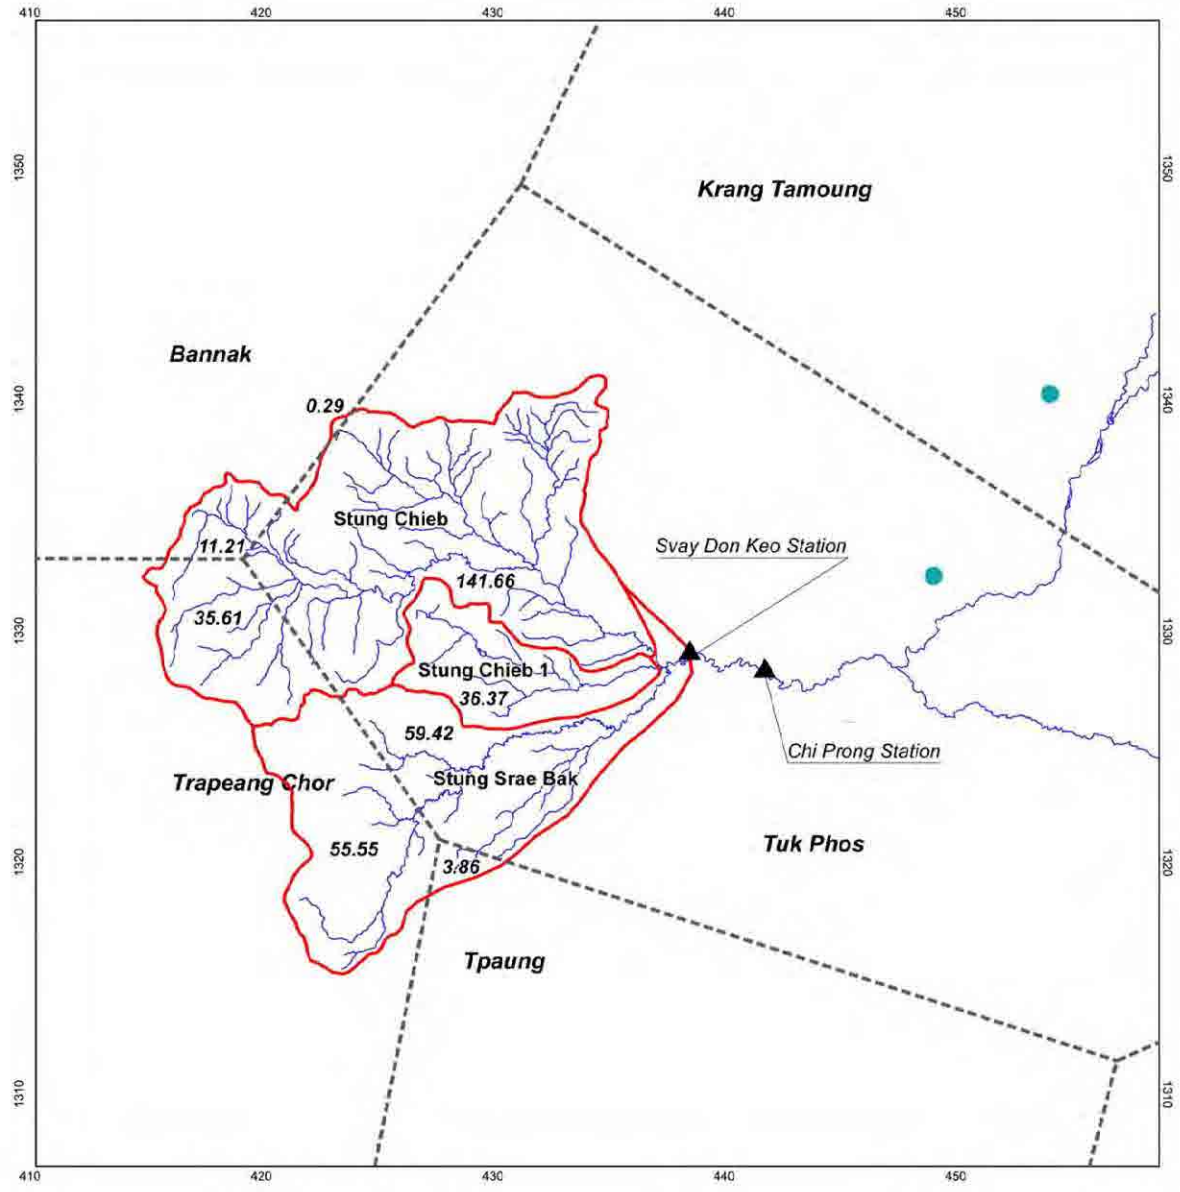 410
420
430
440
450
1350
1350
Krang Tamoung
Bannak
1340
1340
0.29
Stung Chieb
11.21
Svay Don Keo Station
141.66
35.61
1330
1330
Stung Chieb 1
36.37
59.42
Chi Prong Station
Trapeang Chor
Stung Srae Bak
55.55
3.86
Tuk Phos
1320
1320
Tpaung
1310
1310
410
420
430
440
450